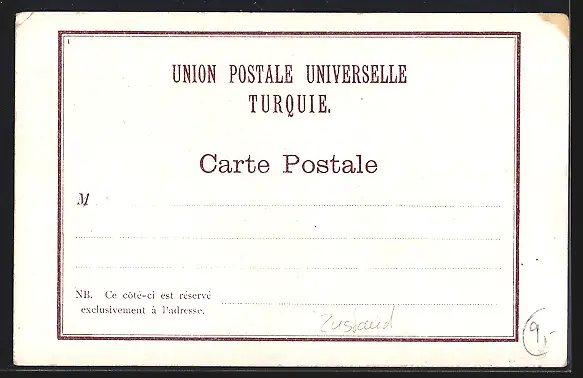 UNION POSTALE UNIVERSELLE
TURQUIE.
Carte Postale
M
NB. Ce côté-ci est réservé
exclusivement à l'adresse.
Zustand
9,-